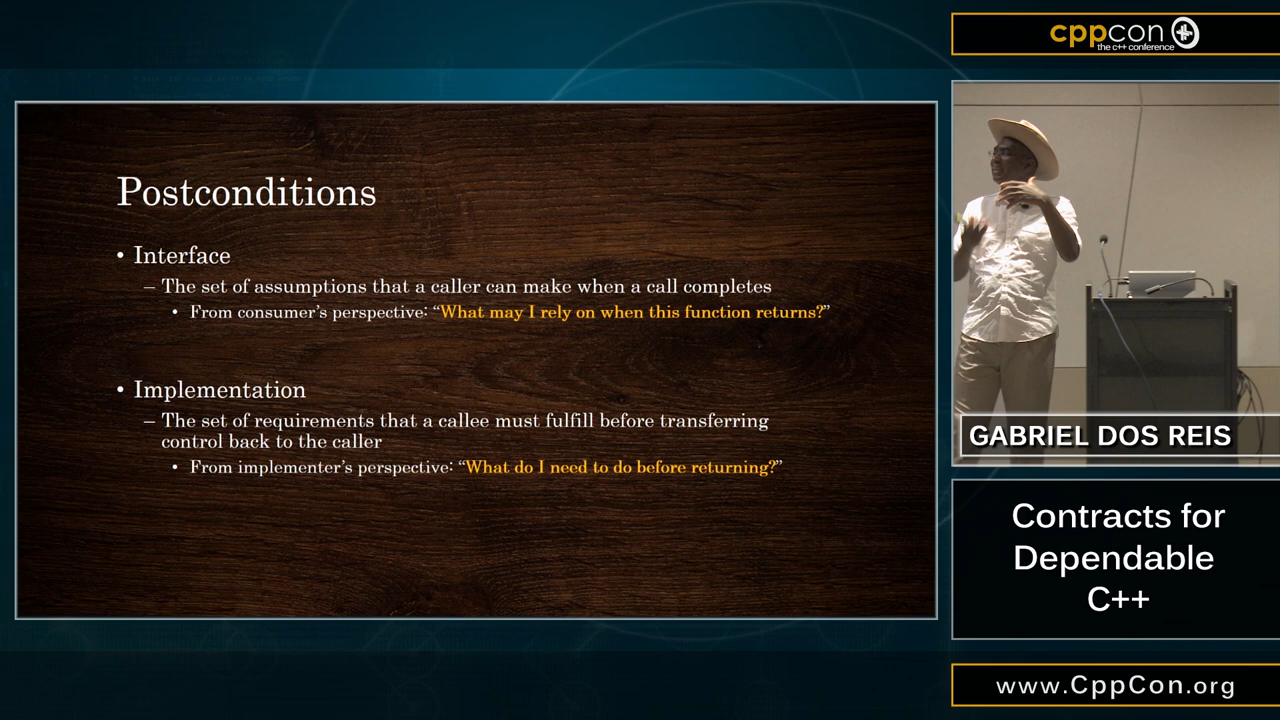 Postconditions
• Interface
– The set of assumptions that a caller can make when a call completes
• From consumer’s perspective: “What may I rely on when this function returns?”
• Implementation
– The set of requirements that a callee must fulfill before transferring
control back to the caller
• From implementer’s perspective: “What do I need to do before returning?”
cppcon
the c++ conference
GABRIEL DOS REIS
Contracts for
Dependable
C++
www.CppCon.org